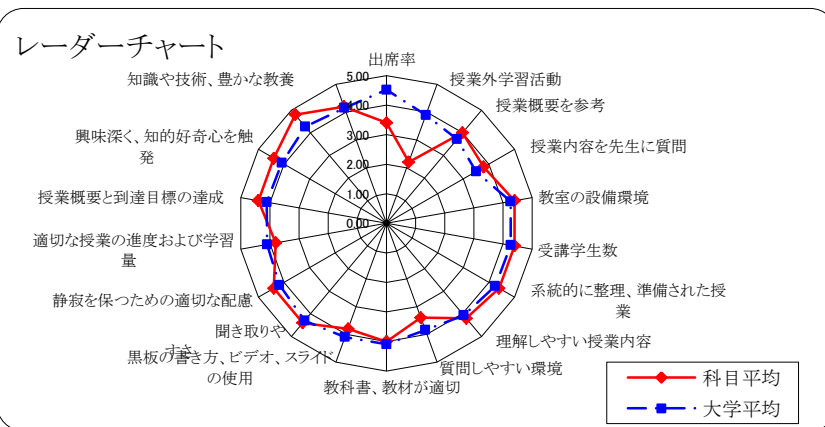 レーダーチャート
出席率
授業外学習活動
授業概要を参考
授業内容を先生に質問
教室の設備環境
受講学生数
系統的に整理、準備された授
業
理解しやすい授業内容
質問しやすい環境
教科書、教材が適切
黒板の書き方、ビデオ、スライド
の使用
聞き取りや
すさ
静寂を保つための適切な配慮
適切な授業の進度および学習
量
授業概要と到達目標の達成
興味深く、知的好奇心を触
発
知識や技術、豊かな教養
5.00
4.00
3.00
2.00
1.00
0.00
科目平均
大学平均